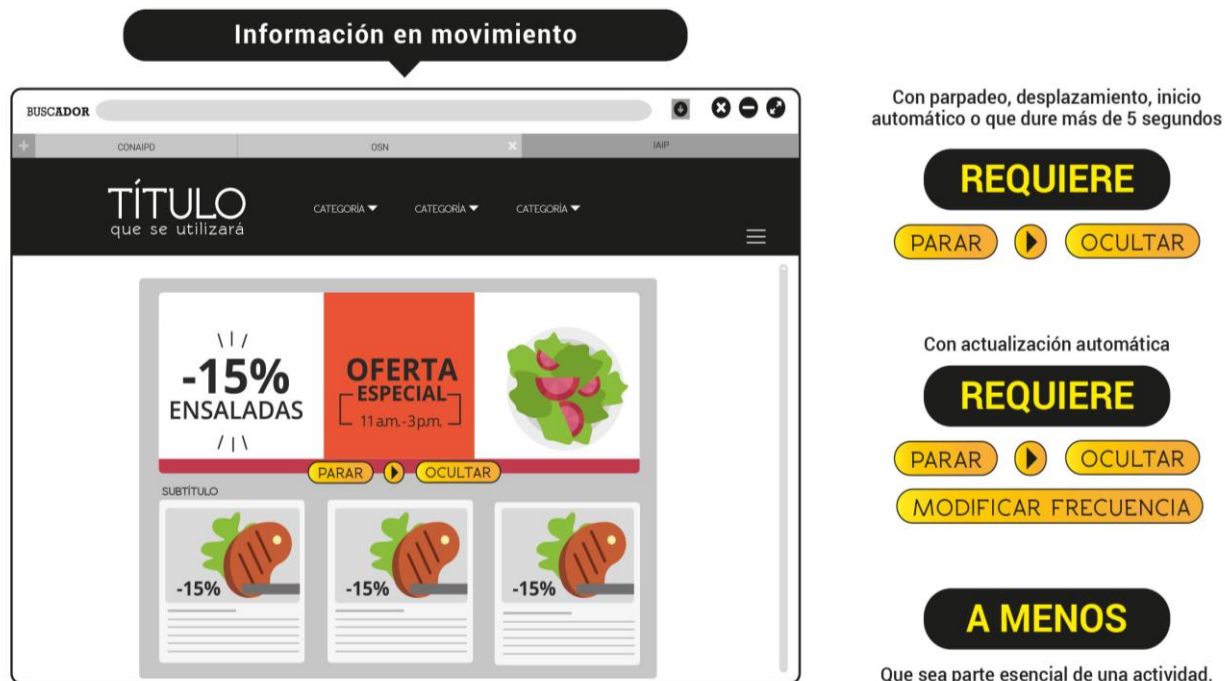 Información en movimiento
BUSCADOR
CONAIPD
OSN
IAIP
TÍTULO
que se utilizará
CATEGORÍA
CATEGORÍA
CATEGORÍA
-15%
ENSALADAS
OFERTA
ESPECIAL
11 a.m. - 3 p.m.
PARAR
OCULTAR
SUBTÍTULO
-15%
-15%
-15%
Con parpadeo, desplazamiento, inicio
automático o que dure más de 5 segundos
REQUIERE
PARAR
OCULTAR
Con actualización automática
REQUIERE
PARAR
OCULTAR
MODIFICAR FRECUENCIA
A MENOS
Que sea parte esencial de una actividad.